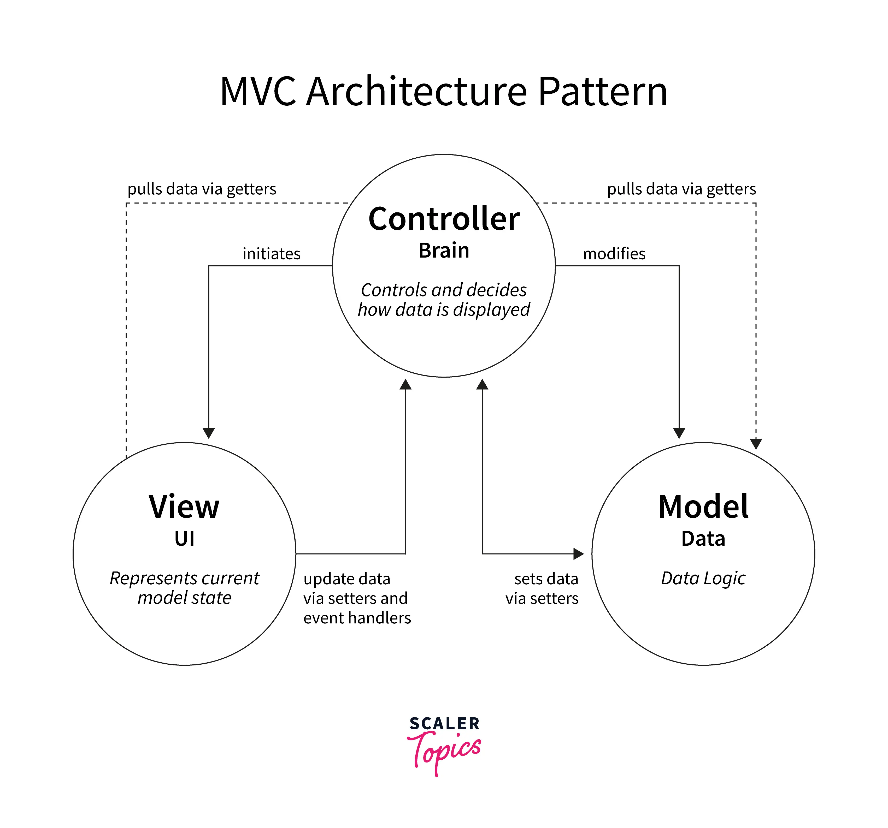 MVC Architecture Pattern
pulls data via getters
pulls data via getters
Controller
Brain
Controls and decides
how data is displayed
initiates
modifies
View
UI
Represents current
model state
update data
via setters and
event handlers
sets data
via setters
Model
Data
Data Logic
SCALER
Topics